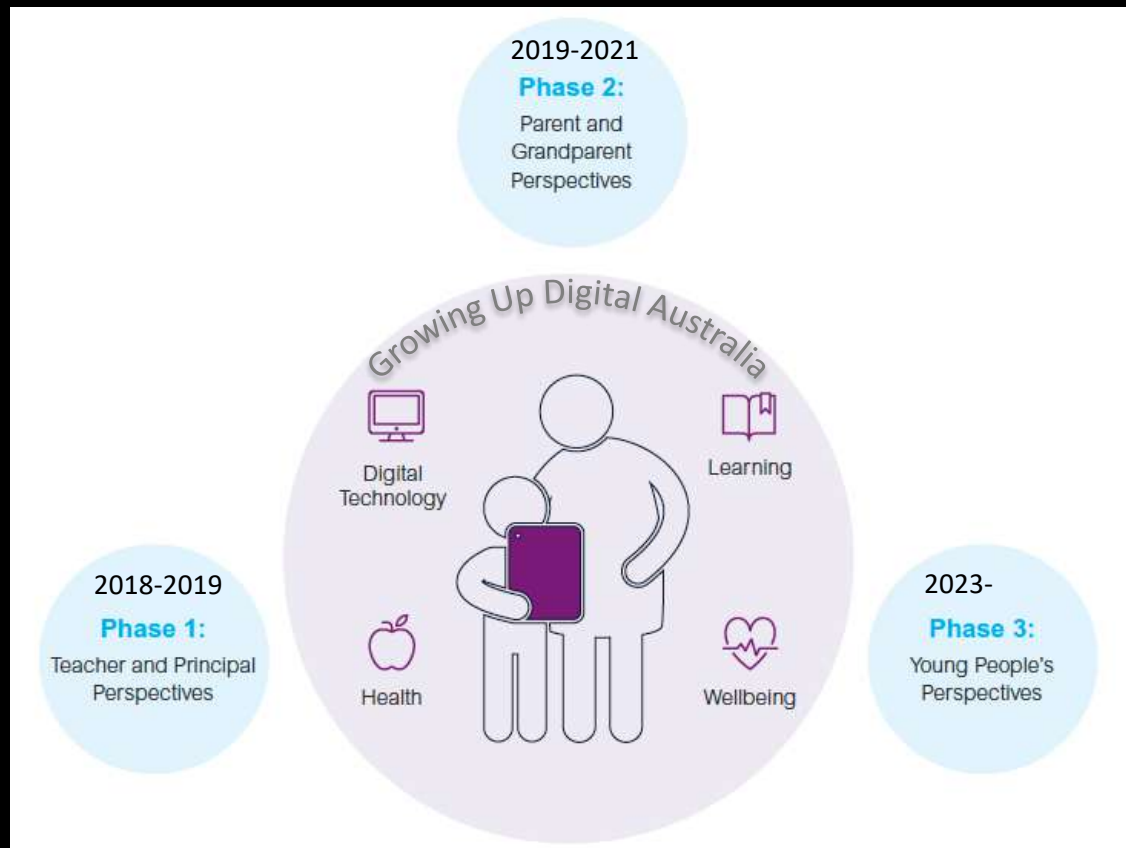 2019-2021
Phase 2:
Parent and
Grandparent
Perspectives
Growing Up Digital Australia
Digital
Technology
Learning
2018-2019
Phase 1:
Teacher and Principal
Perspectives
Health
Wellbeing
2023-
Phase 3:
Young People's
Perspectives